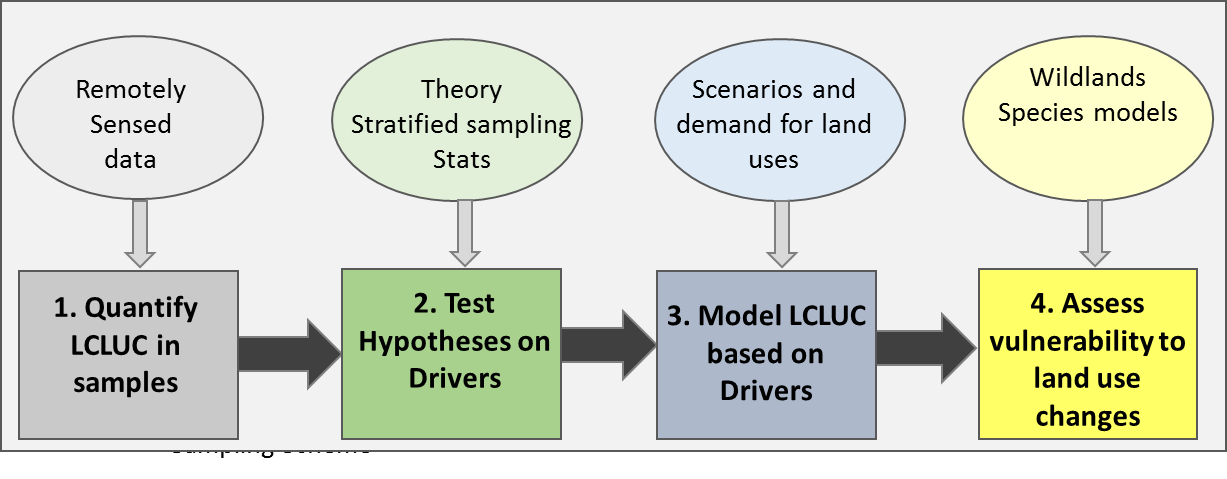 Remotely
Sensed
data
Theory
Stratified sampling
Stats
Scenarios and
demand for land
uses
Wildlands
Species models
1. Quantify
LCLUC in
samples
2. Test
Hypotheses on
Drivers
3. Model LCLUC
based on
Drivers
4. Assess
vulnerability to
land use
changes